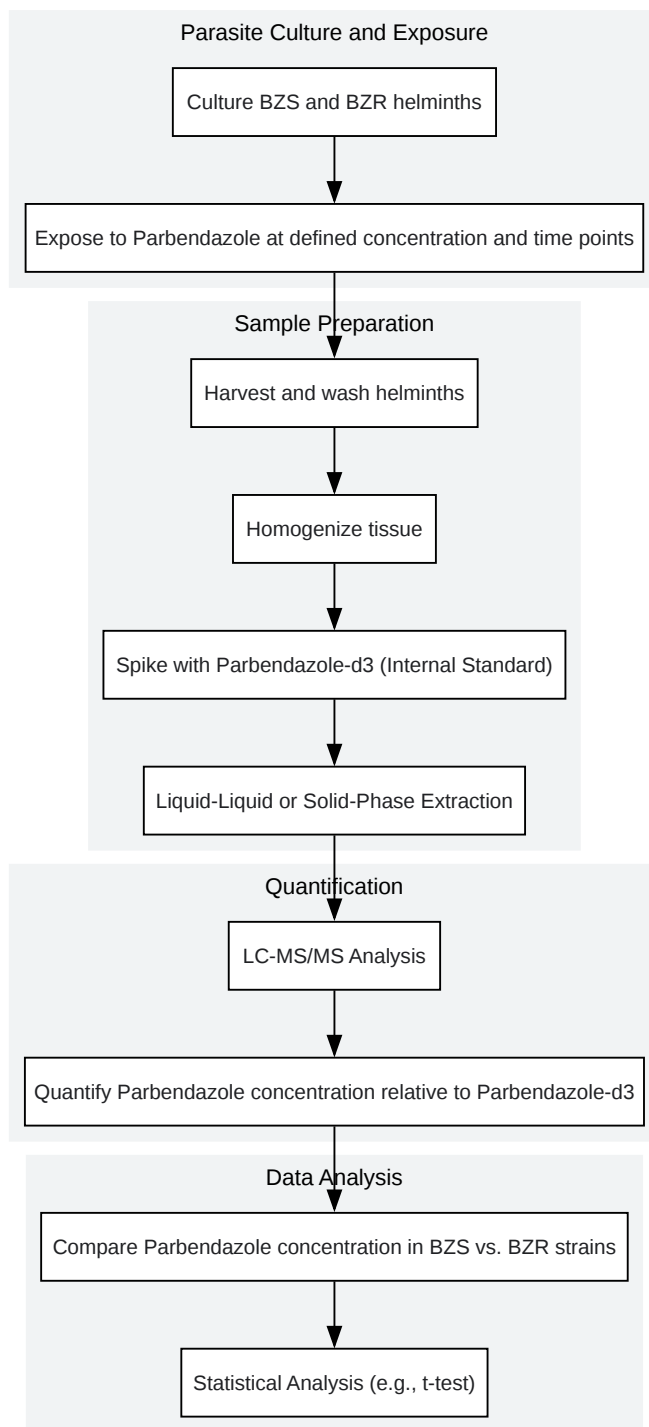 Parasite Culture and Exposure
Culture BZS and BZR helminths
Expose to Parbendazole at defined concentration and time points
Sample Preparation
Harvest and wash helminths
Homogenize tissue
Spike with Parbendazole-d3 (Internal Standard)
Liquid-Liquid or Solid-Phase Extraction
Quantification
LC-MS/MS Analysis
Quantify Parbendazole concentration relative to Parbendazole-d3
Data Analysis
Compare Parbendazole concentration in BZS vs. BZR strains
Statistical Analysis (e.g., t-test)